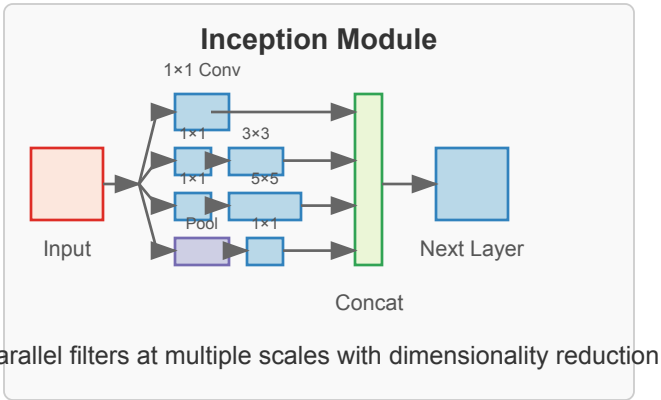 Inception Module
1×1 Conv
1×1 3×3
1×1 5×5
Pool 1×1
Input
Next Layer
Concat
arallel filters at multiple scales with dimensionality reduction